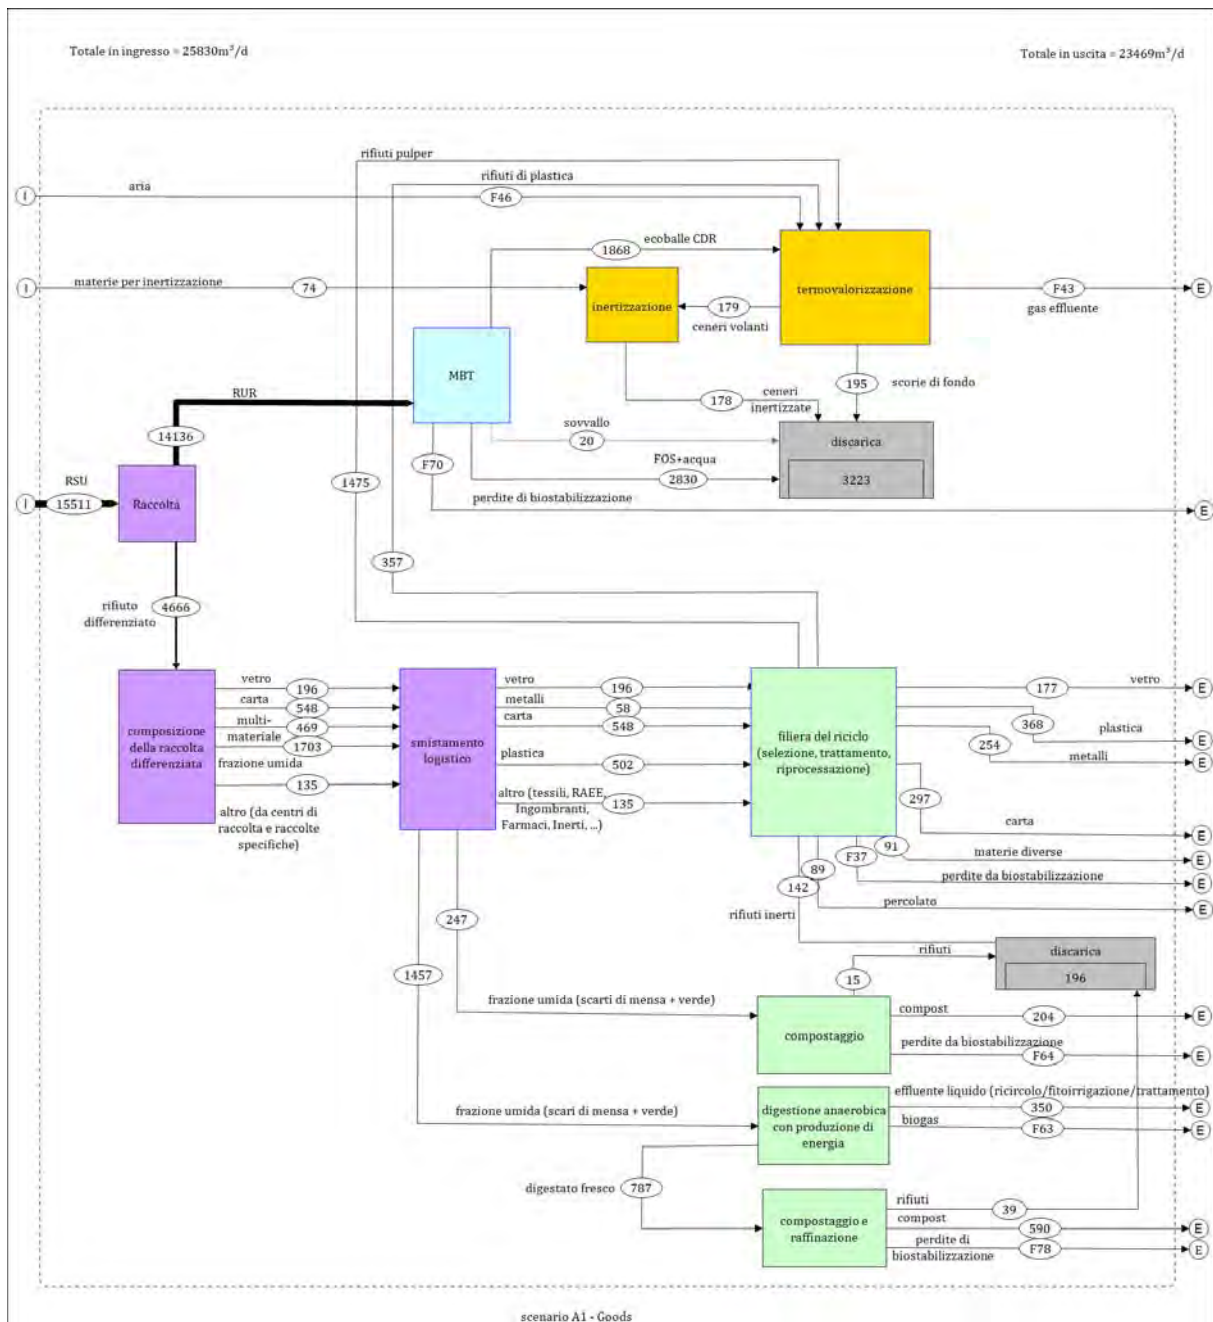 Totale in ingresso = 25830m³/d
Totale in uscita = 23469m³/d
rifiuti pulper
rifiuti di plastica
I
aria
F46
ecoballe CDR
1868
I
materie per inertizzazione
74
inertizzazione
179
ceneri volanti
termovalorizzazione
F43
gas effluente
E
MBT
195
scorie di fondo
RUR
178
ceneri
inertizzate
14136
sovvallo
20
discarica
3223
F70
FOS+acqua
2830
1475
RSU
I
15511
Raccolta
perdite di biostabilizzazione
E
357
4666
rifiuto
differenziato
composizione
della raccolta
differenziata
vetro
196
carta
548
multi-
materiale
469
1703
frazione umida
135
altro (da centri di
raccolta e raccolte
specifiche)
smistamento
logistico
vetro
196
metalli
58
carta
548
plastica
502
altro (tessili, RAEE,
Ingombranti,
Farmaci, Inerti, ...)
135
filiera del riciclo
(selezione, trattamento,
riprocessazione)
177
vetro
E
368
plastica
E
254
metalli
E
297
carta
E
91
materie diverse
E
F37
perdite da biostabilizzazione
E
89
percolato
E
142
rifiuti inerti
247
1457
rifiuti
15
discarica
196
frazione umida (scarti di mensa + verde)
compostaggio
compost
204
E
perdite da biostabilizzazione
F64
E
frazione umida (scari di mensa + verde)
digestione anaerobica
con produzione di
energia
effluente liquido (ricircolo/fitoirrigazione/trattamento)
350
E
biogas
F63
E
digestato fresco
787
compostaggio e
raffinazione
rifiuti
39
compost
590
E
perdite di
biostabilizzazione
F78
E
scenario A1 - Goods